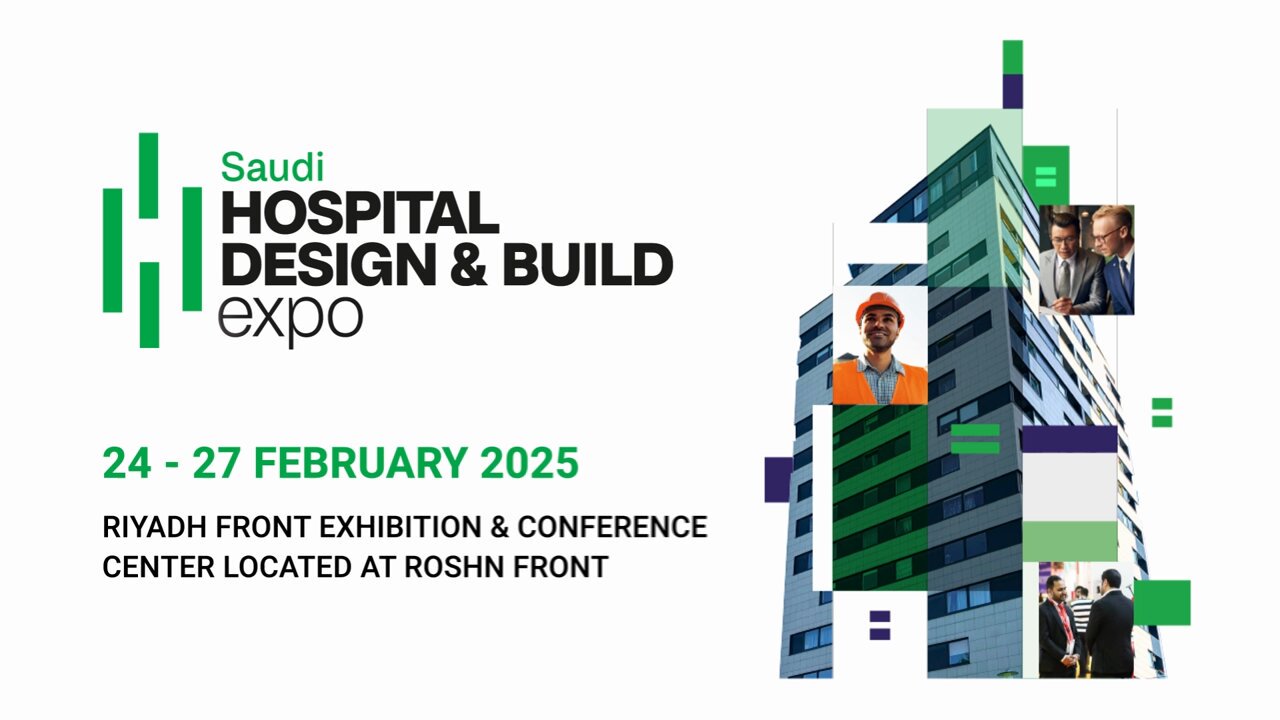 Saudi
HOSPITAL
DESIGN & BUILD
expo
24 - 27 FEBRUARY 2025
RIYADH FRONT EXHIBITION & CONFERENCE
CENTER LOCATED AT ROSHN FRONT